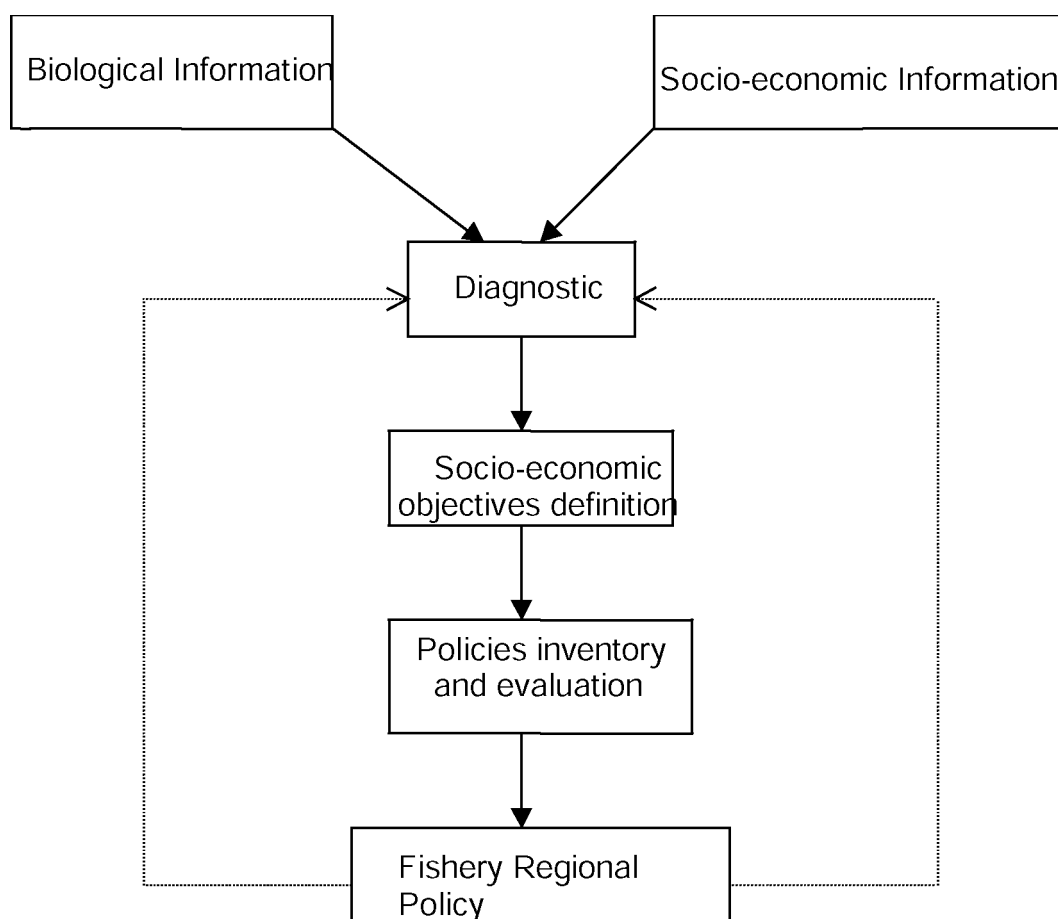 Biological Information
Socio-economic Information
Diagnostic
Socio-economic
objectives definition
Policies inventory
and evaluation
Fishery Regional
Policy